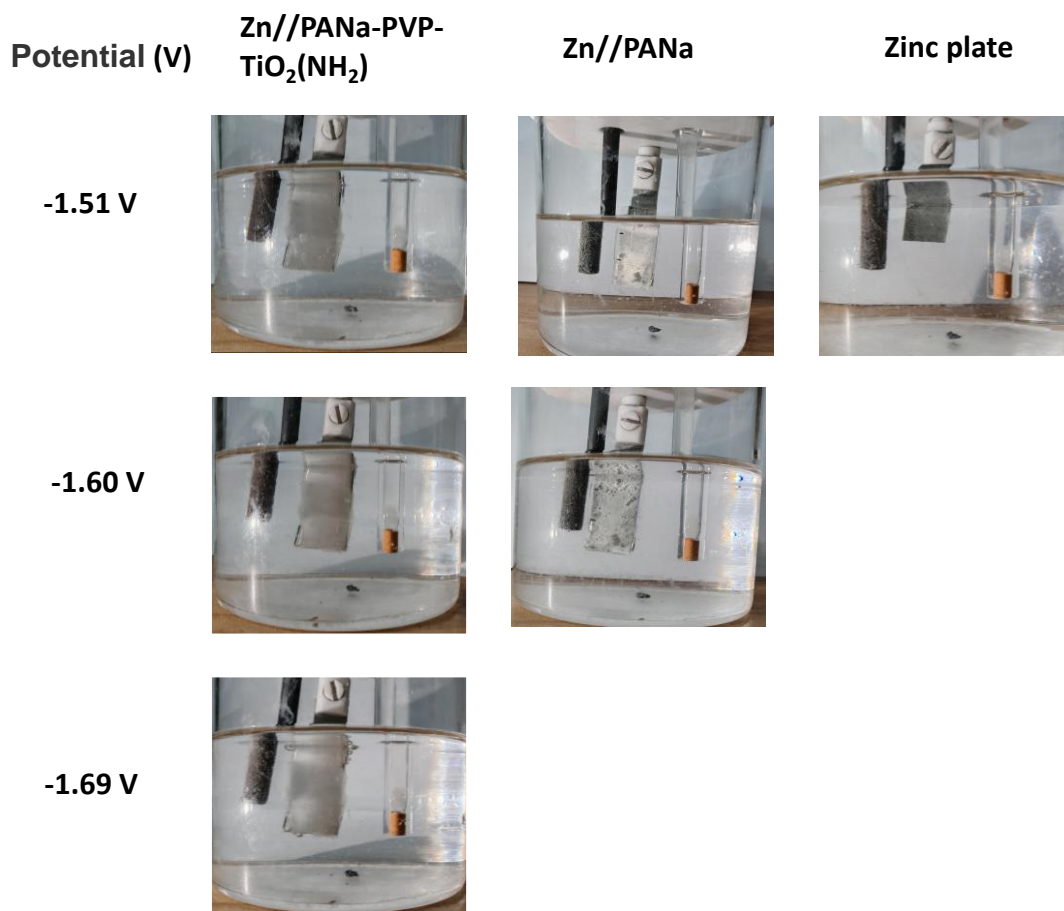 Potential (V)
Zn//PANa-PVP-
TiO₂(NH₂)
Zn//PANa
Zinc plate
-1.51 V
-1.60 V
-1.69 V